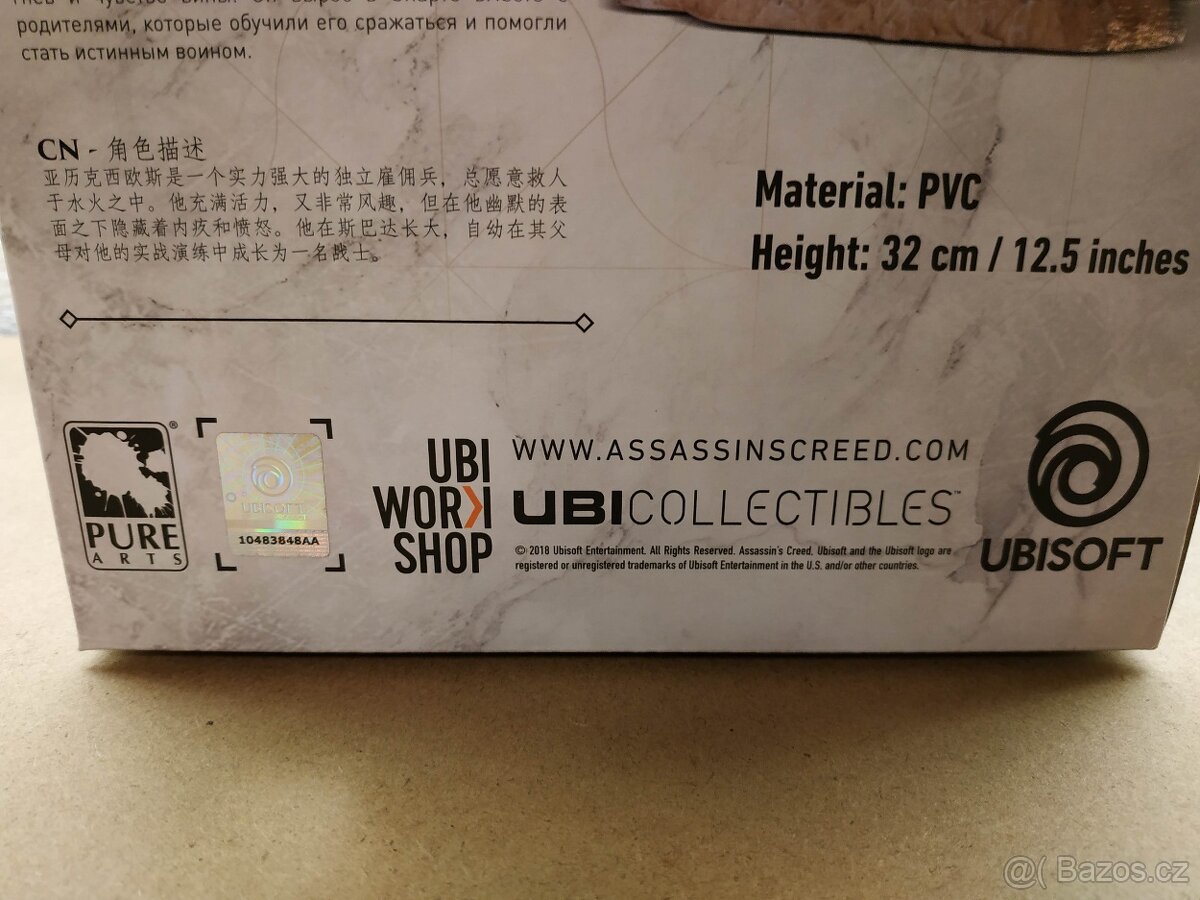 родителями, которые обучили его сражаться и помогли
стать истинным воином.
CN - 角色描述
亚历克西欧斯是一个实力强大的独立雇佣兵，总愿意救人
于水火之中。他充满活力，又非常风趣，但在他幽默的表
面之下隐藏着内疚和愤怒。他在斯巴达长大，自幼在其父
母对他的实战演练中成长为一名战士。
Material: PVC
Height: 32 cm / 12.5 inches
PURE
ARTS
®
UBISOFT
10483848AA
UBI
WORK
SHOP
WWW.ASSASSINSCREED.COM
UBICOLLECTIBLES™
© 2018 Ubisoft Entertainment. All Rights Reserved. Assassin's Creed, Ubisoft and the Ubisoft logo are
registered or unregistered trademarks of Ubisoft Entertainment in the U.S. and/or other countries.
UBISOFT
@( Bazos.cz